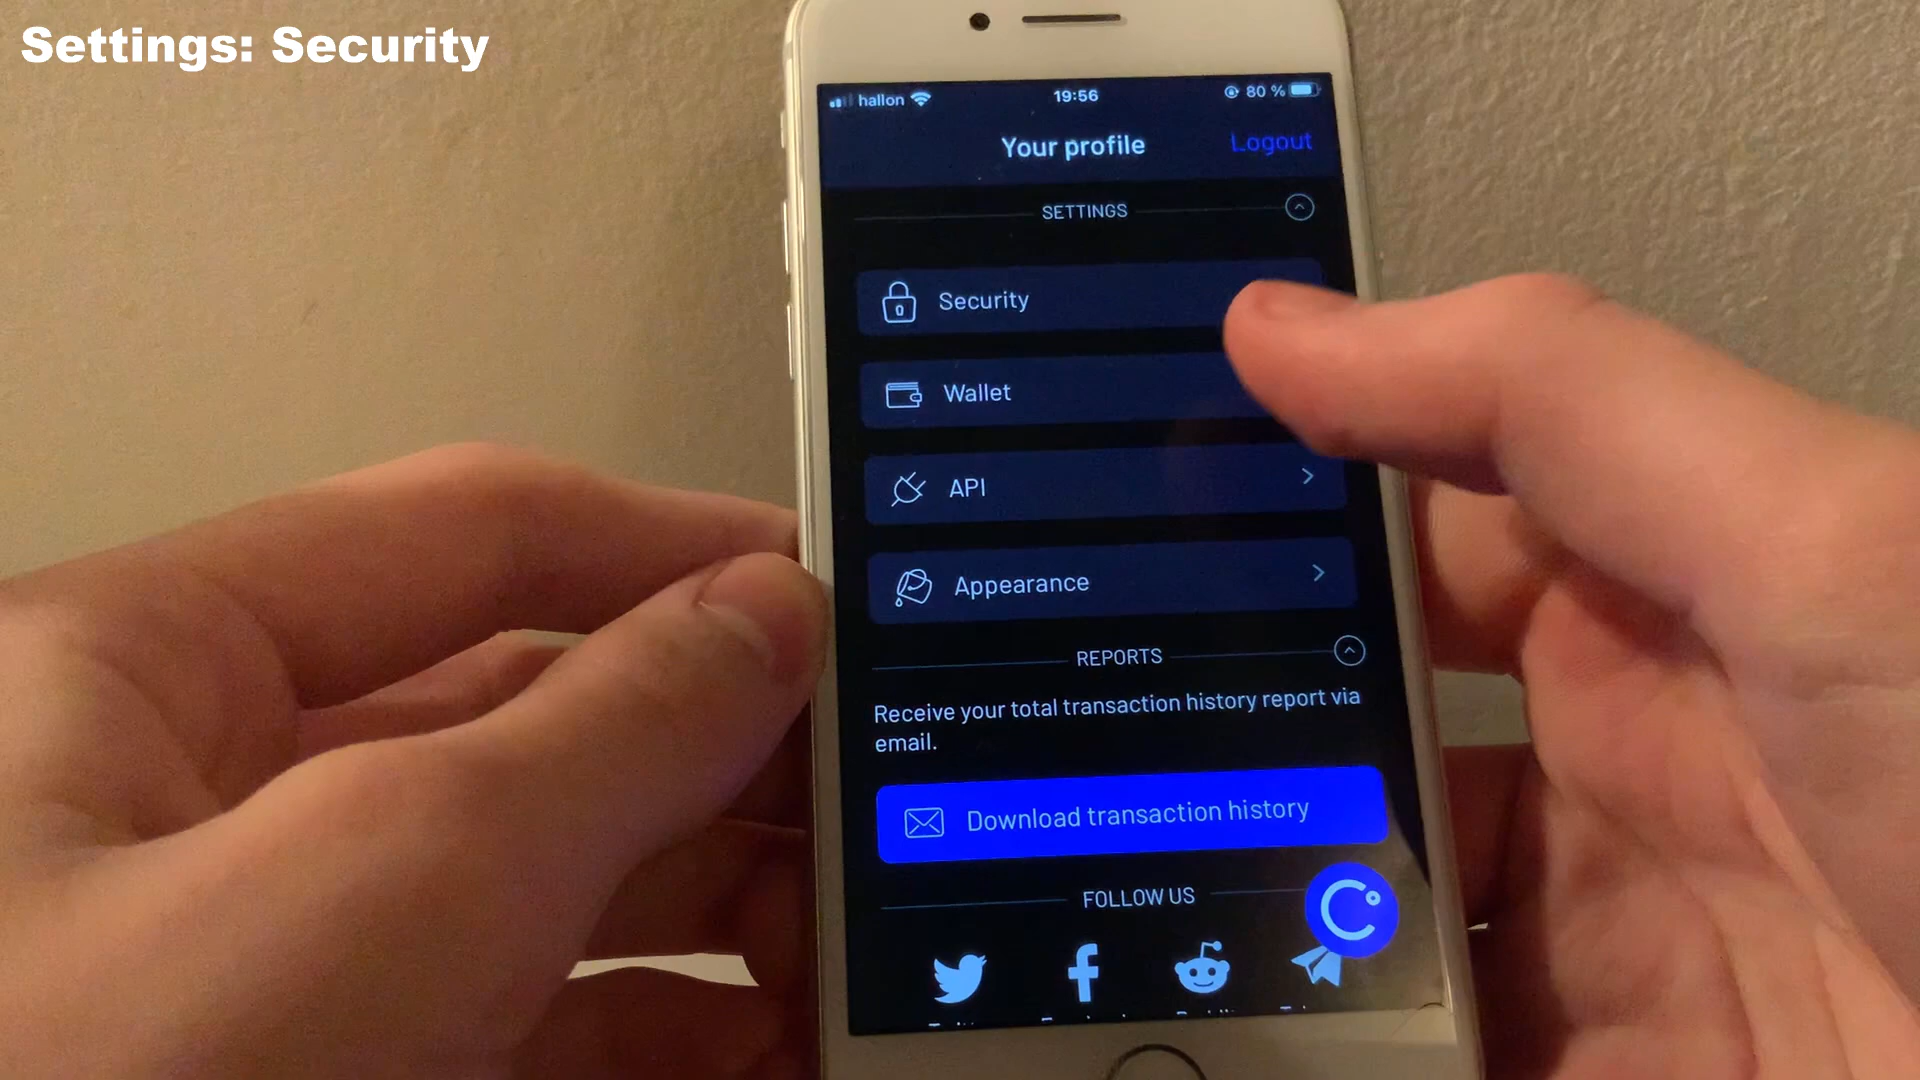 Settings: Security
hallon 19:56 80 %
Your profile Logout
SETTINGS
Security
Wallet
API
Appearance
REPORTS
Receive your total transaction history report via
email.
Download transaction history
FOLLOW US